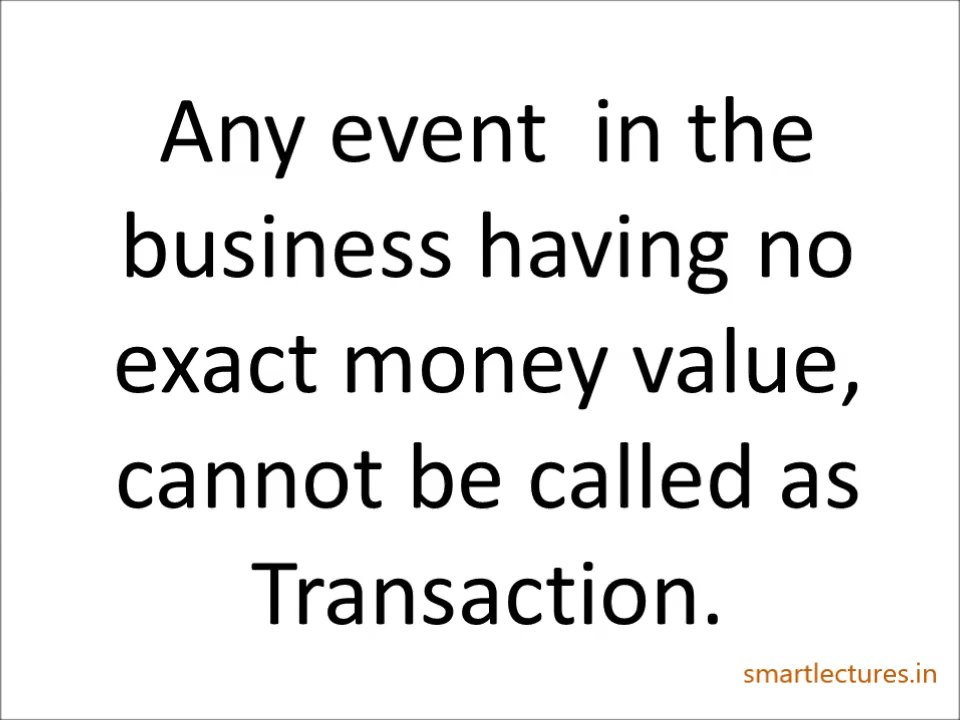 Any event  in the
business having no
exact money value,
cannot be called as
Transaction.
smartlectures.in